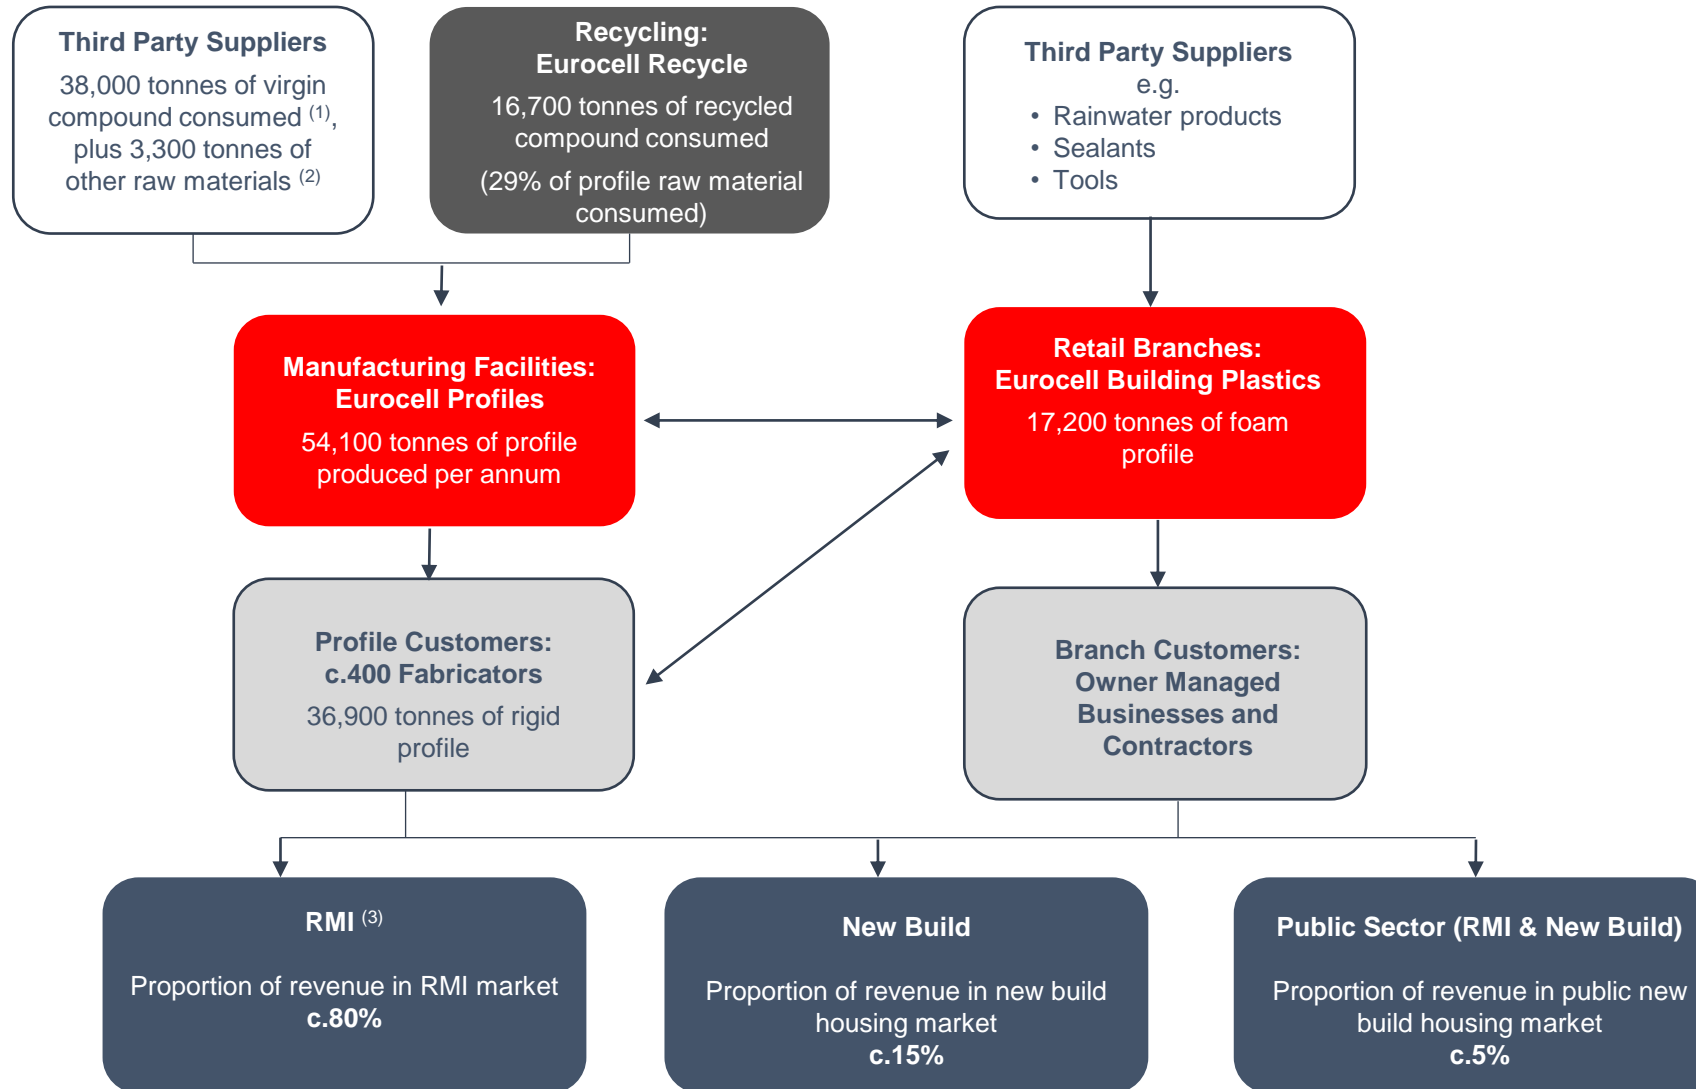 Third Party Suppliers
38,000 tonnes of virgin
compound consumed (1),
plus 3,300 tonnes of
other raw materials (2)
Recycling:
Eurocell Recycle
16,700 tonnes of recycled
compound consumed
(29% of profile raw material
consumed)
Third Party Suppliers
e.g.
• Rainwater products
• Sealants
• Tools
Manufacturing Facilities:
Eurocell Profiles
54,100 tonnes of profile
produced per annum
Retail Branches:
Eurocell Building Plastics
17,200 tonnes of foam
profile
Profile Customers:
c.400 Fabricators
36,900 tonnes of rigid
profile
Branch Customers:
Owner Managed
Businesses and
Contractors
RMI (3)
Proportion of revenue in RMI market
c.80%
New Build
Proportion of revenue in new build
housing market
c.15%
Public Sector (RMI & New Build)
Proportion of revenue in public new
build housing market
c.5%